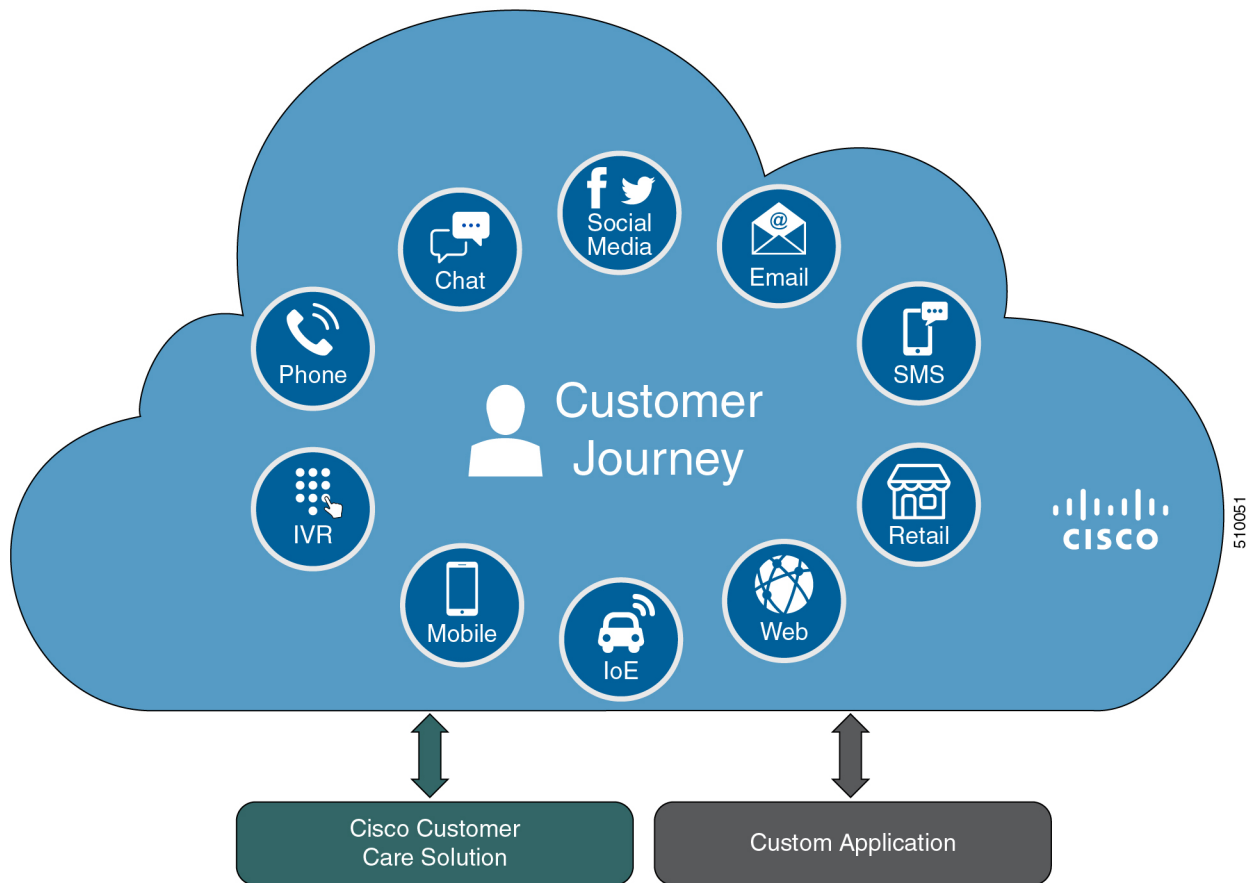 Social
Media
Chat
@
Email
Phone
SMS
Customer
Journey
IVR
Retail
CISCO
510051
Mobile
Web
IoE
Cisco Customer
Care Solution
Custom Application